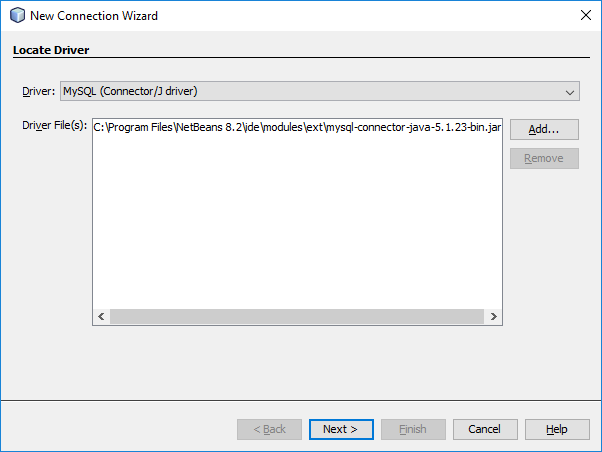 New Connection Wizard
Locate Driver
Driver: MySQL (Connector/J driver)
Driver File(s): C:\Program Files\NetBeans 8.2\ide\modules\ext\mysql-connector-java-5.1.23-bin.jar
Add...
Remove
< Back Next > Finish Cancel Help